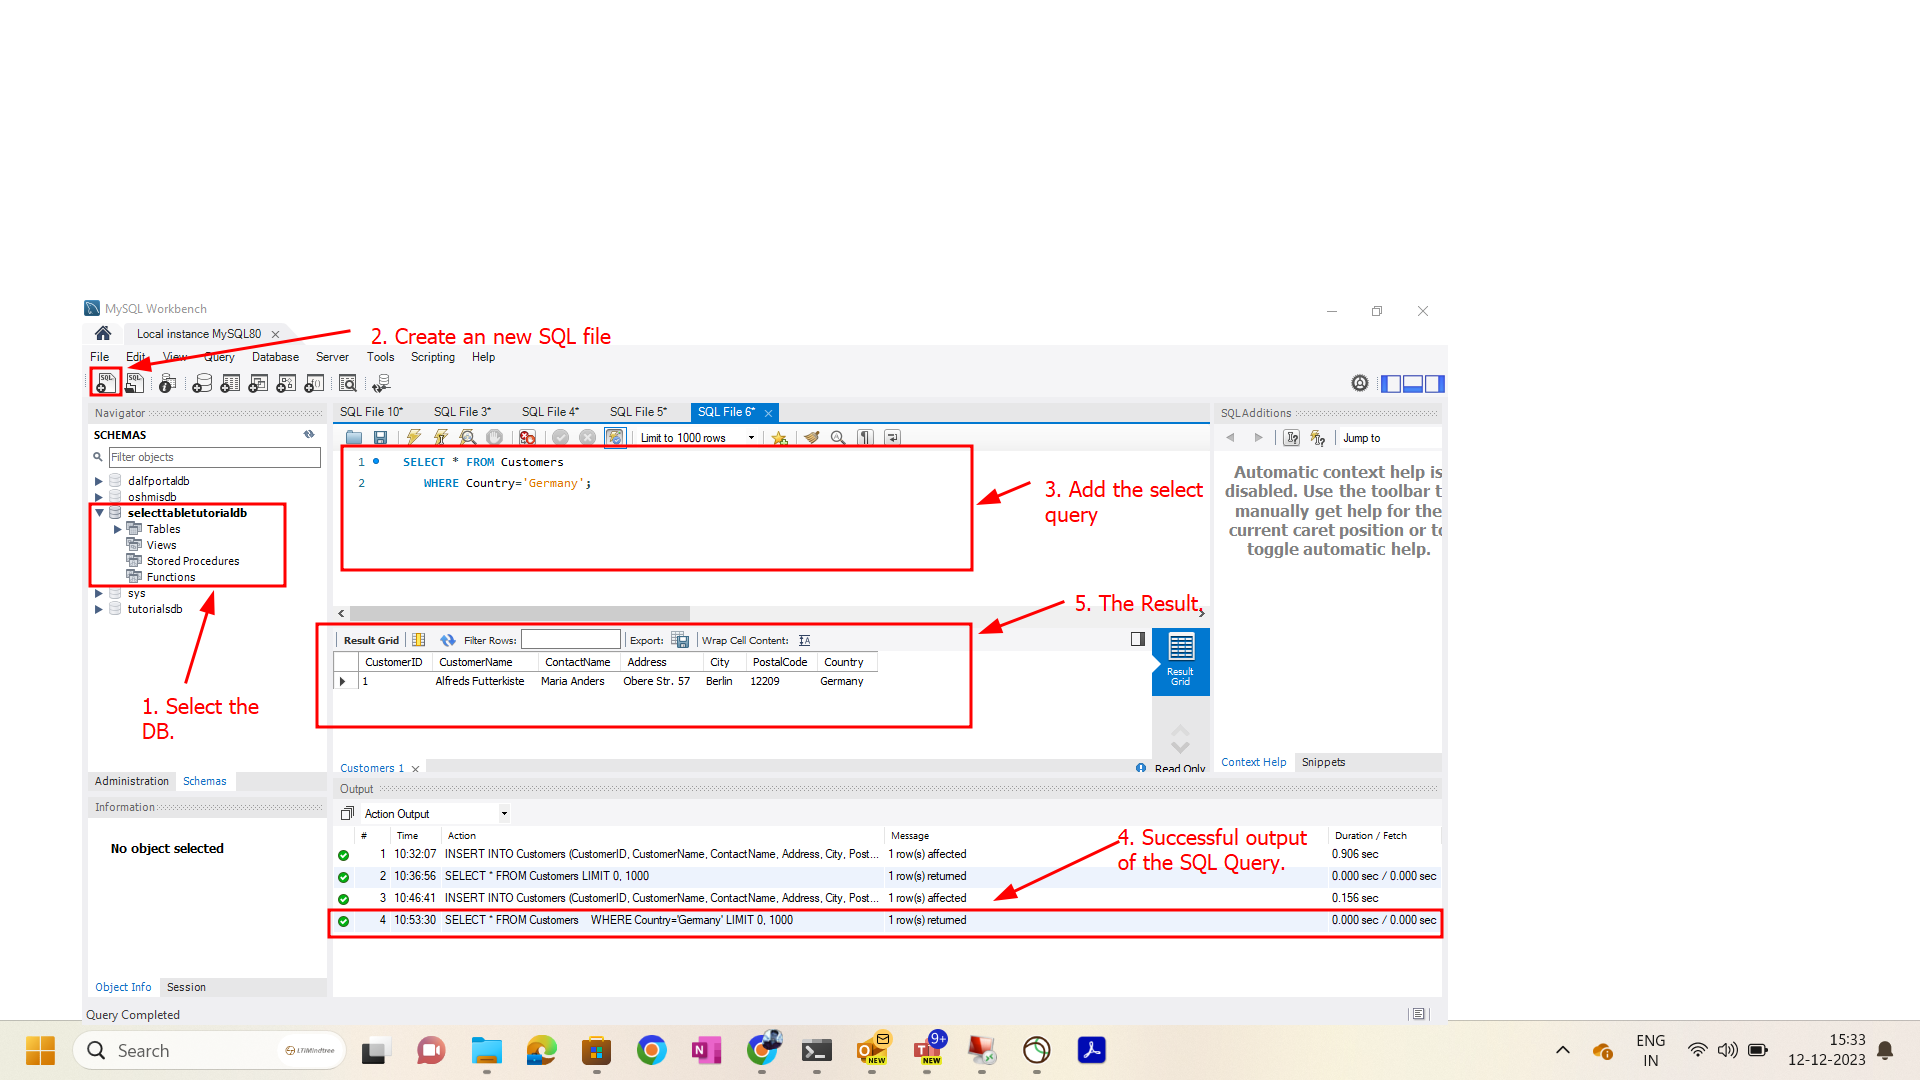 MySQL Workbench
Local instance MySQL80
2. Create an new SQL file
File Edit View Query Database Server Tools Scripting Help
Navigator
SCHEMAS
Filter objects
dalfportaldb
oshmisdb
selecttabletutorialdb
Tables
Views
Stored Procedures
Functions
sys
tutorialsdb
1. Select the
DB.
Administration Schemas
Information
No object selected
Object Info Session
Query Completed
SQL File 10* SQL File 3* SQL File 4* SQL File 5* SQL File 6*
Limit to 1000 rows
1 SELECT * FROM Customers
2 WHERE Country='Germany';
3. Add the select
query
5. The Result.
Result Grid Filter Rows: Export: Wrap Cell Content:
CustomerID CustomerName ContactName Address City PostalCode Country
1 Alfreds Futterkiste Maria Anders Obere Str. 57 Berlin 12209 Germany
Result
Grid
Customers 1
Read Only
SQLAdditions
Jump to
Automatic context help is
disabled. Use the toolbar t
manually get help for the
current caret position or to
toggle automatic help.
Context Help Snippets
Output
Action Output
# Time Action Message Duration / Fetch
1 10:32:07 INSERT INTO Customers (CustomerID, CustomerName, ContactName, Address, City, Post... 1 row(s) affected 0.906 sec
2 10:36:56 SELECT * FROM Customers LIMIT 0, 1000 1 row(s) returned 0.000 sec / 0.000 sec
3 10:46:41 INSERT INTO Customers (CustomerID, CustomerName, ContactName, Address, City, Post... 1 row(s) affected 0.156 sec
4 10:53:30 SELECT * FROM Customers WHERE Country='Germany' LIMIT 0, 1000 1 row(s) returned 0.000 sec / 0.000 sec
4. Successful output
of the SQL Query.
Search
LTIMindtree
NEW
9+
NEW
ENG
IN
15:33
12-12-2023